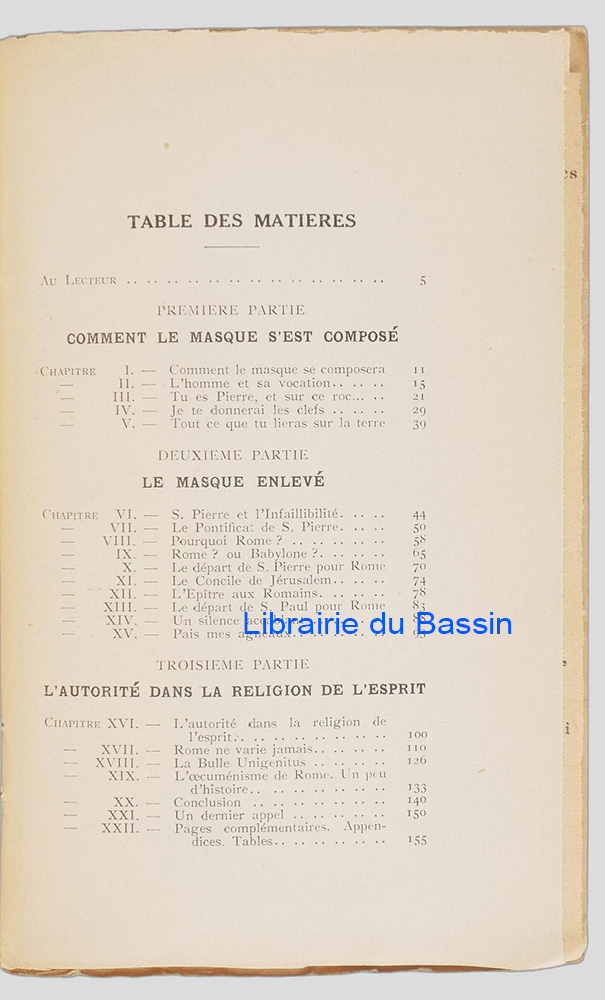 TABLE DES MATIERES
Au Lecteur .. .. .. .. .. .. .. .. .. .. .. .. .. 5
PREMIERE PARTIE
COMMENT LE MASQUE S'EST COMPOSÉ
Chapitre I. — Comment le masque se composera 11
— II. — L'homme et sa vocation.. .. .. 15
— III. — Tu es Pierre, et sur ce roc... .. 21
— IV. — Je te donnerai les clefs .. .. .. 29
— V. — Tout ce que tu lieras sur la terre 39
DEUXIEME PARTIE
LE MASQUE ENLEVÉ
Chapitre VI. — S. Pierre et l'Infaillibilité. .. .. 44
— VII. — Le Pontificat de S. Pierre. .. .. 50
— VIII. — Pourquoi Rome ? .. .. .. .. .. 58
— IX. — Rome ? ou Babylone ?. .. .. .. 65
— X. — Le départ de S. Pierre pour Rome 70
— XI. — Le Concile de Jérusalem.. .. .. 74
— XII. — L'Epître aux Romains. .. .. .. 78
— XIII. — Le départ de S. Paul pour Rome 83
— XIV. — Un silence accablant
Librairie du Bassin
— XV. — Pais mes agneaux.. .. .. .. ..
TROISIEME PARTIE
L'AUTORITÉ DANS LA RELIGION DE L'ESPRIT
Chapitre XVI. — L'autorité dans la religion de
l'esprit.. .. .. .. .. .. .. .. 100
— XVII. — Rome ne varie jamais.. .. .. .. 110
— XVIII. — La Bulle Unigenitus .. .. .. .. 126
— XIX. — L'œcuménisme de Rome. Un peu
d'histoire.. .. .. .. .. .. .. 133
— XX. — Conclusion .. .. .. .. .. .. .. 140
— XXI. — Un dernier appel .. .. .. .. .. 150
— XXII. — Pages complémentaires. Appen-
dices. Tables.. .. .. .. .. .. 155